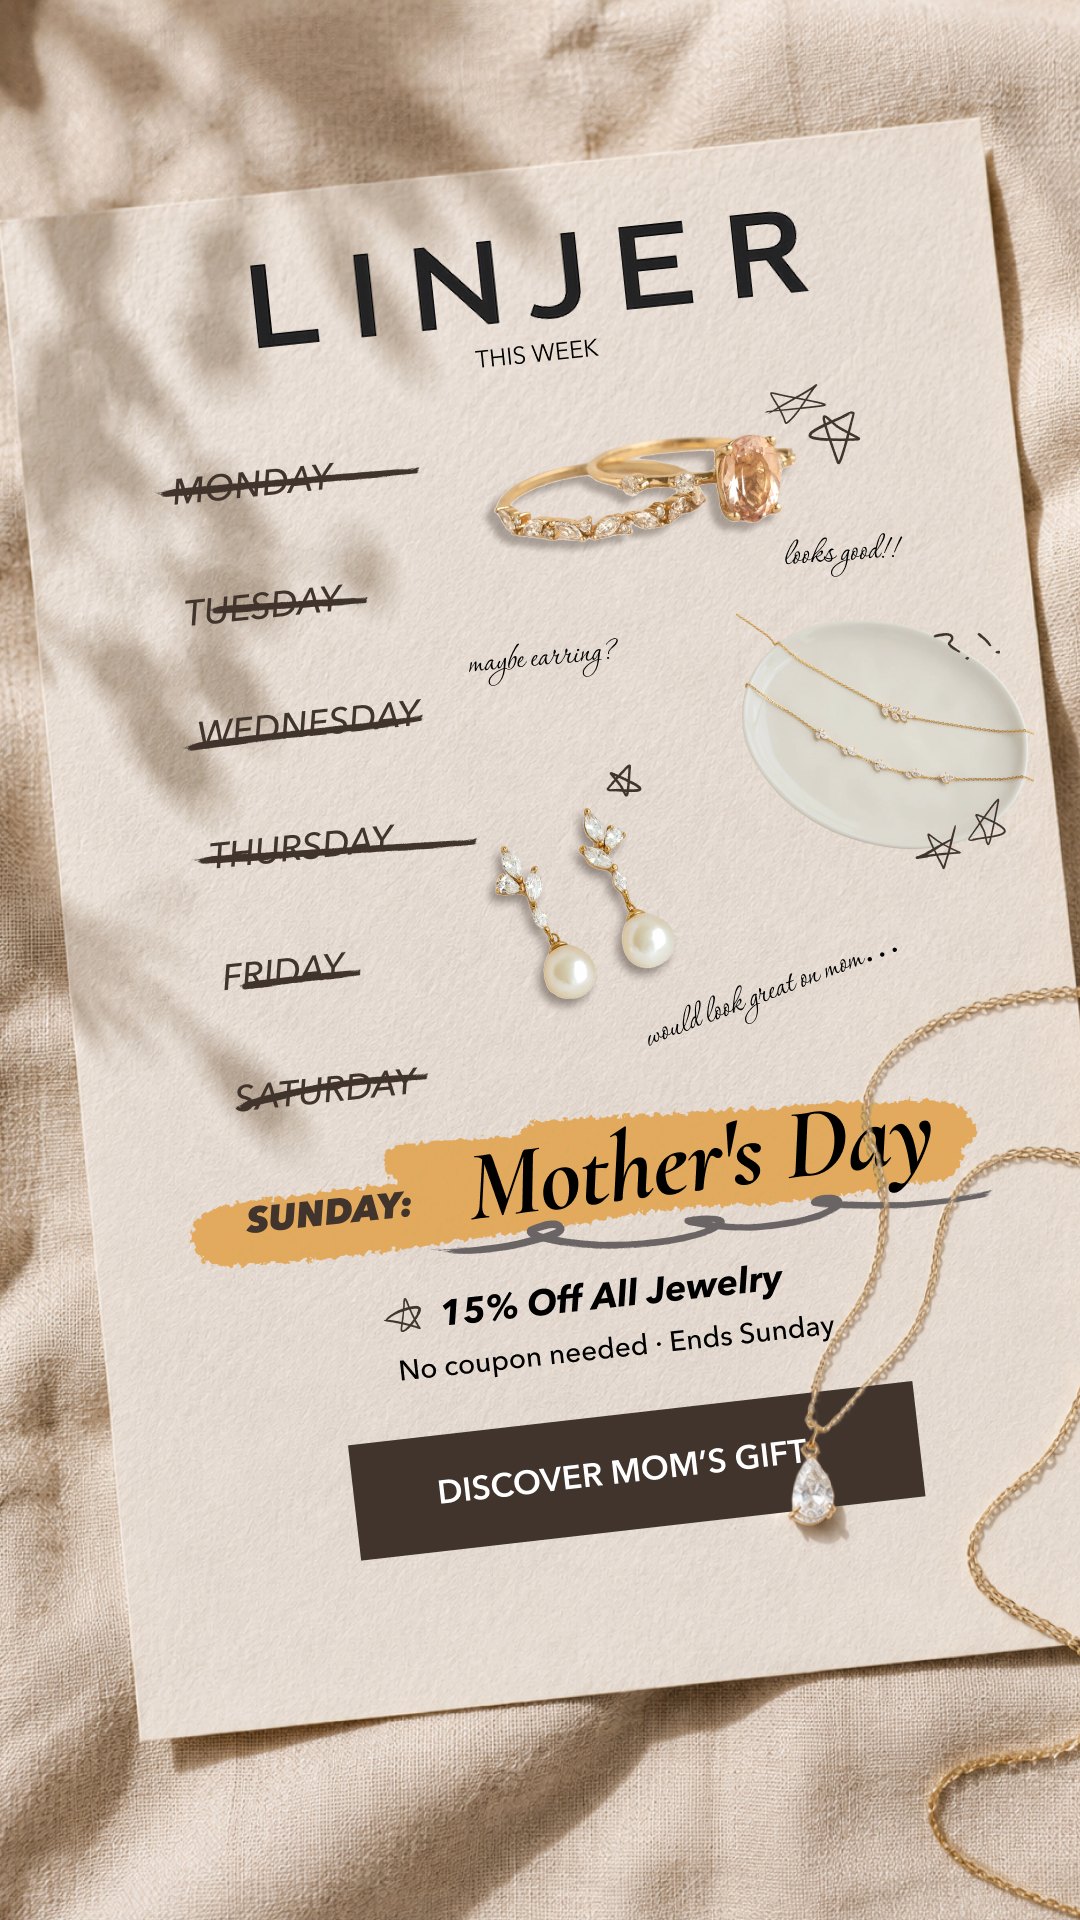 LINJER
THIS WEEK
MONDAY
looks good!!
TUESDAY
maybe earring?
?!
WEDNESDAY
THURSDAY
FRIDAY
would look great on mom...
SATURDAY
SUNDAY: Mother's Day
15% Off All Jewelry
No coupon needed · Ends Sunday
DISCOVER MOM'S GIFT